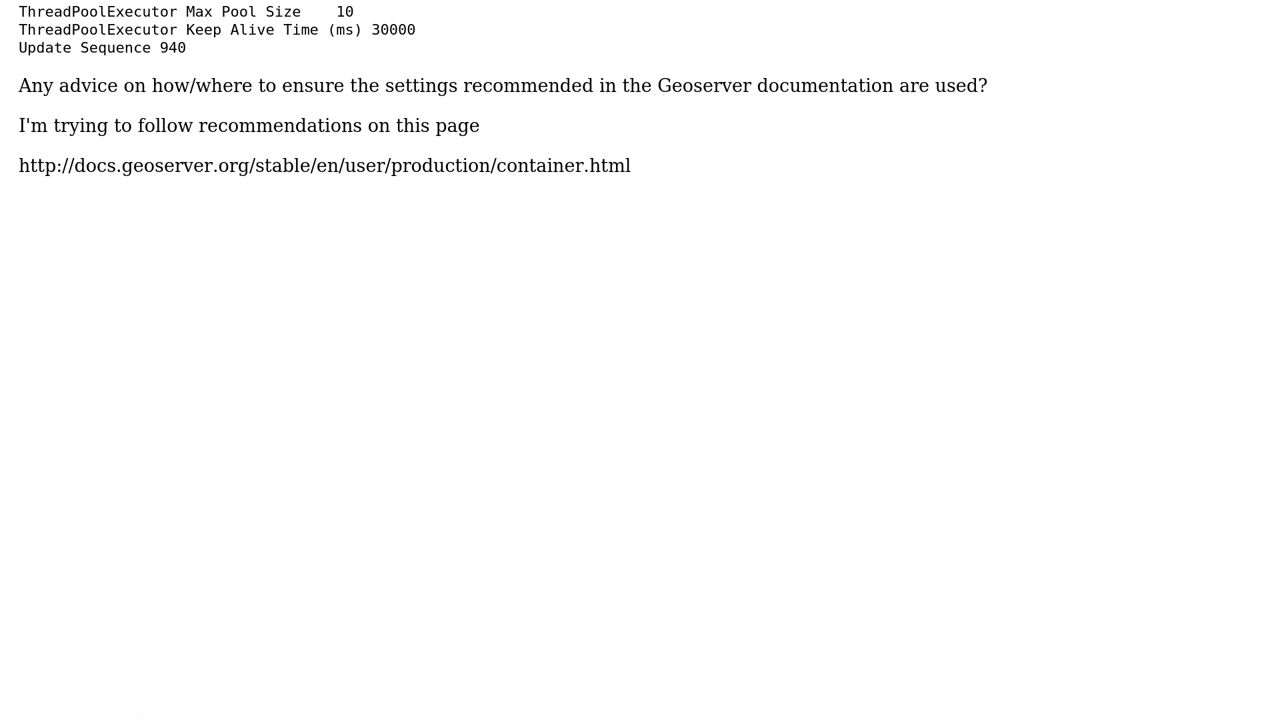 ThreadPoolExecutor Max Pool Size    10
ThreadPoolExecutor Keep Alive Time (ms) 30000
Update Sequence 940
Any advice on how/where to ensure the settings recommended in the Geoserver documentation are used?
I'm trying to follow recommendations on this page
http://docs.geoserver.org/stable/en/user/production/container.html